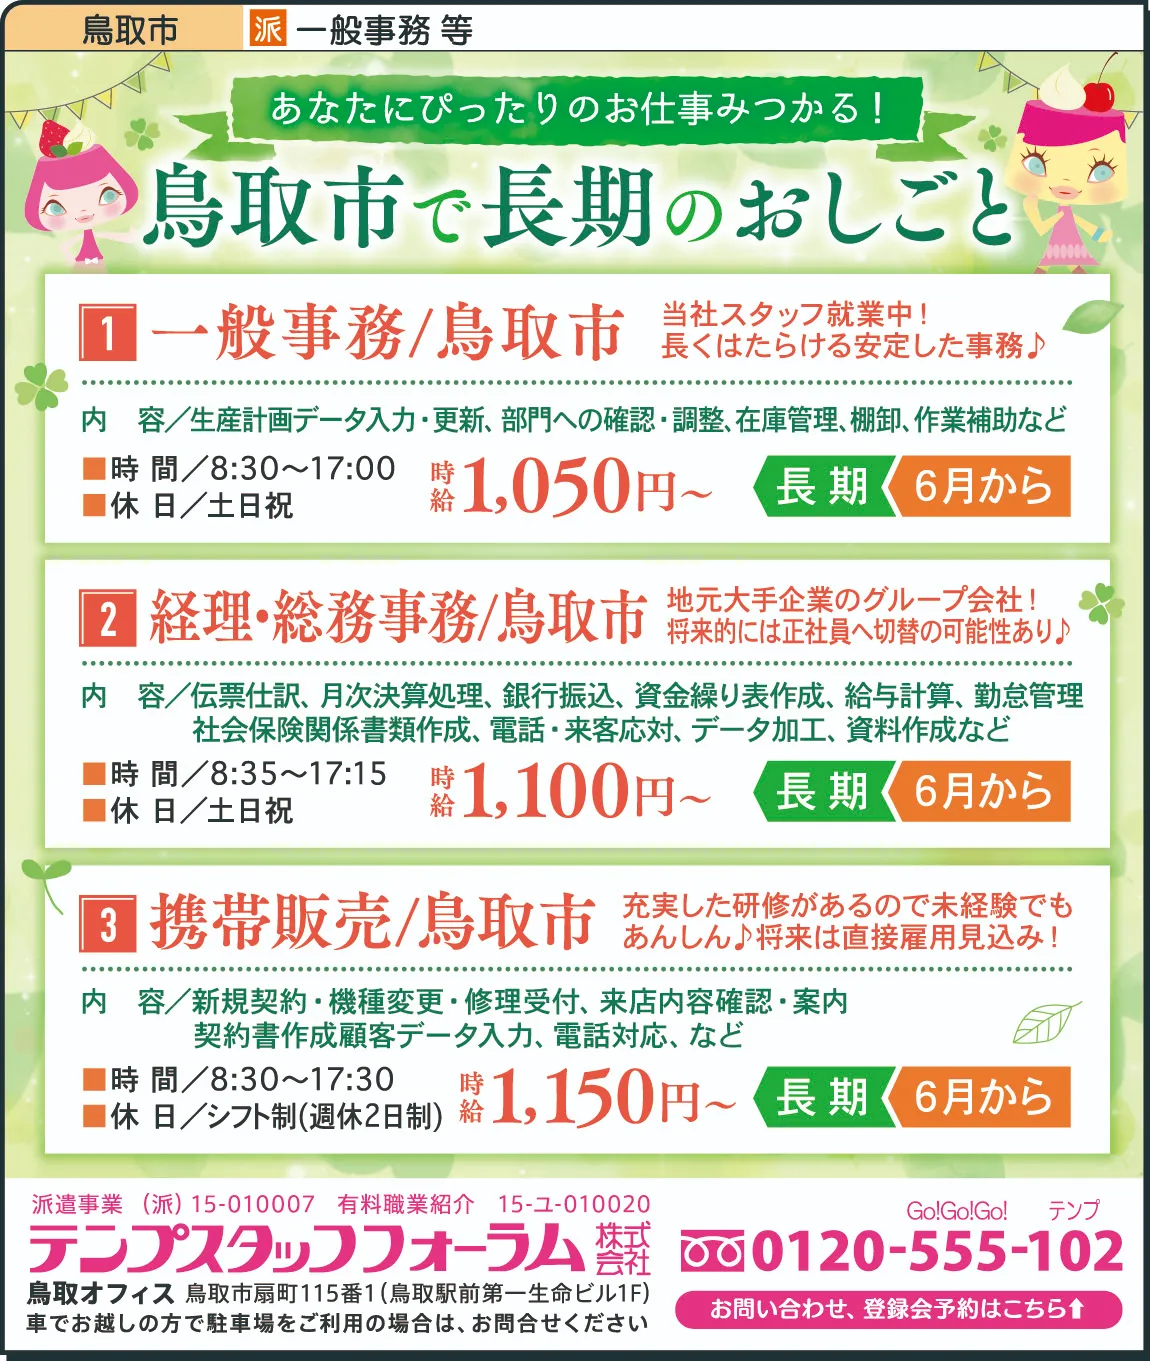 鳥取市 派 一般事務 等
あなたにぴったりのお仕事みつかる！
鳥取市で長期のおしごと
1 一般事務/鳥取市
当社スタッフ就業中！
長くはたらける安定した事務♪
内 容／生産計画データ入力・更新、部門への確認・調整、在庫管理、棚卸、作業補助など
■時 間／8:30～17:00
■休 日／土日祝
時給1,050円～
長期 6月から
2 経理・総務事務/鳥取市
地元大手企業のグループ会社！
将来的には正社員へ切替の可能性あり♪
内 容／伝票仕訳、月次決算処理、銀行振込、資金繰り表作成、給与計算、勤怠管理
社会保険関係書類作成、電話・来客応対、データ加工、資料作成など
■時 間／8:35～17:15
■休 日／土日祝
時給1,100円～
長期 6月から
3 携帯販売/鳥取市
充実した研修があるので未経験でも
あんしん♪将来は直接雇用見込み！
内 容／新規契約・機種変更・修理受付、来店内容確認・案内
契約書作成顧客データ入力、電話対応、など
■時 間／8:30～17:30
■休 日／シフト制(週休2日制)
時給1,150円～
長期 6月から
派遣事業 （派）15-010007 有料職業紹介 15-ユ-010020
テンプスタッフフォーラム株式会社
鳥取オフィス 鳥取市扇町115番1（鳥取駅前第一生命ビル1F）
車でお越しの方で駐車場をご利用の場合は、お問合せください
Go!Go!Go! テンプ
0120-555-102
お問い合わせ、登録会予約はこちら⬆